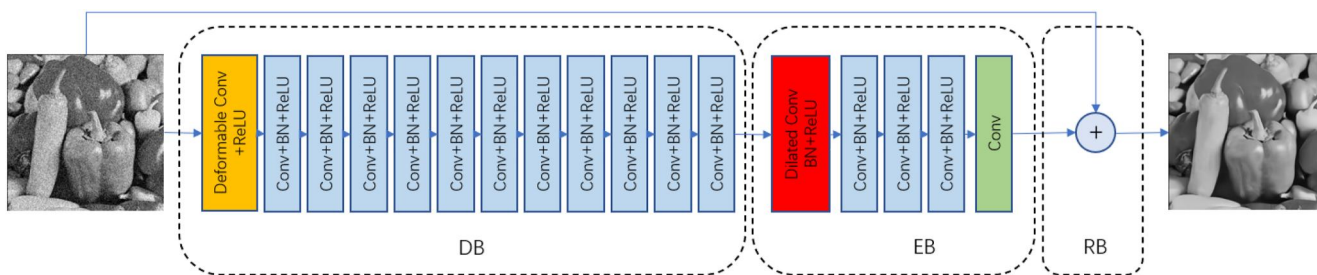 Deformable Conv
+ReLU
Conv+BN+ReLU
Conv+BN+ReLU
Conv+BN+ReLU
Conv+BN+ReLU
Conv+BN+ReLU
Conv+BN+ReLU
Conv+BN+ReLU
Conv+BN+ReLU
Conv+BN+ReLU
Conv+BN+ReLU
Conv+BN+ReLU
DB
Dilated Conv
BN+ReLU
Conv+BN+ReLU
Conv+BN+ReLU
Conv+BN+ReLU
Conv
EB
+
RB